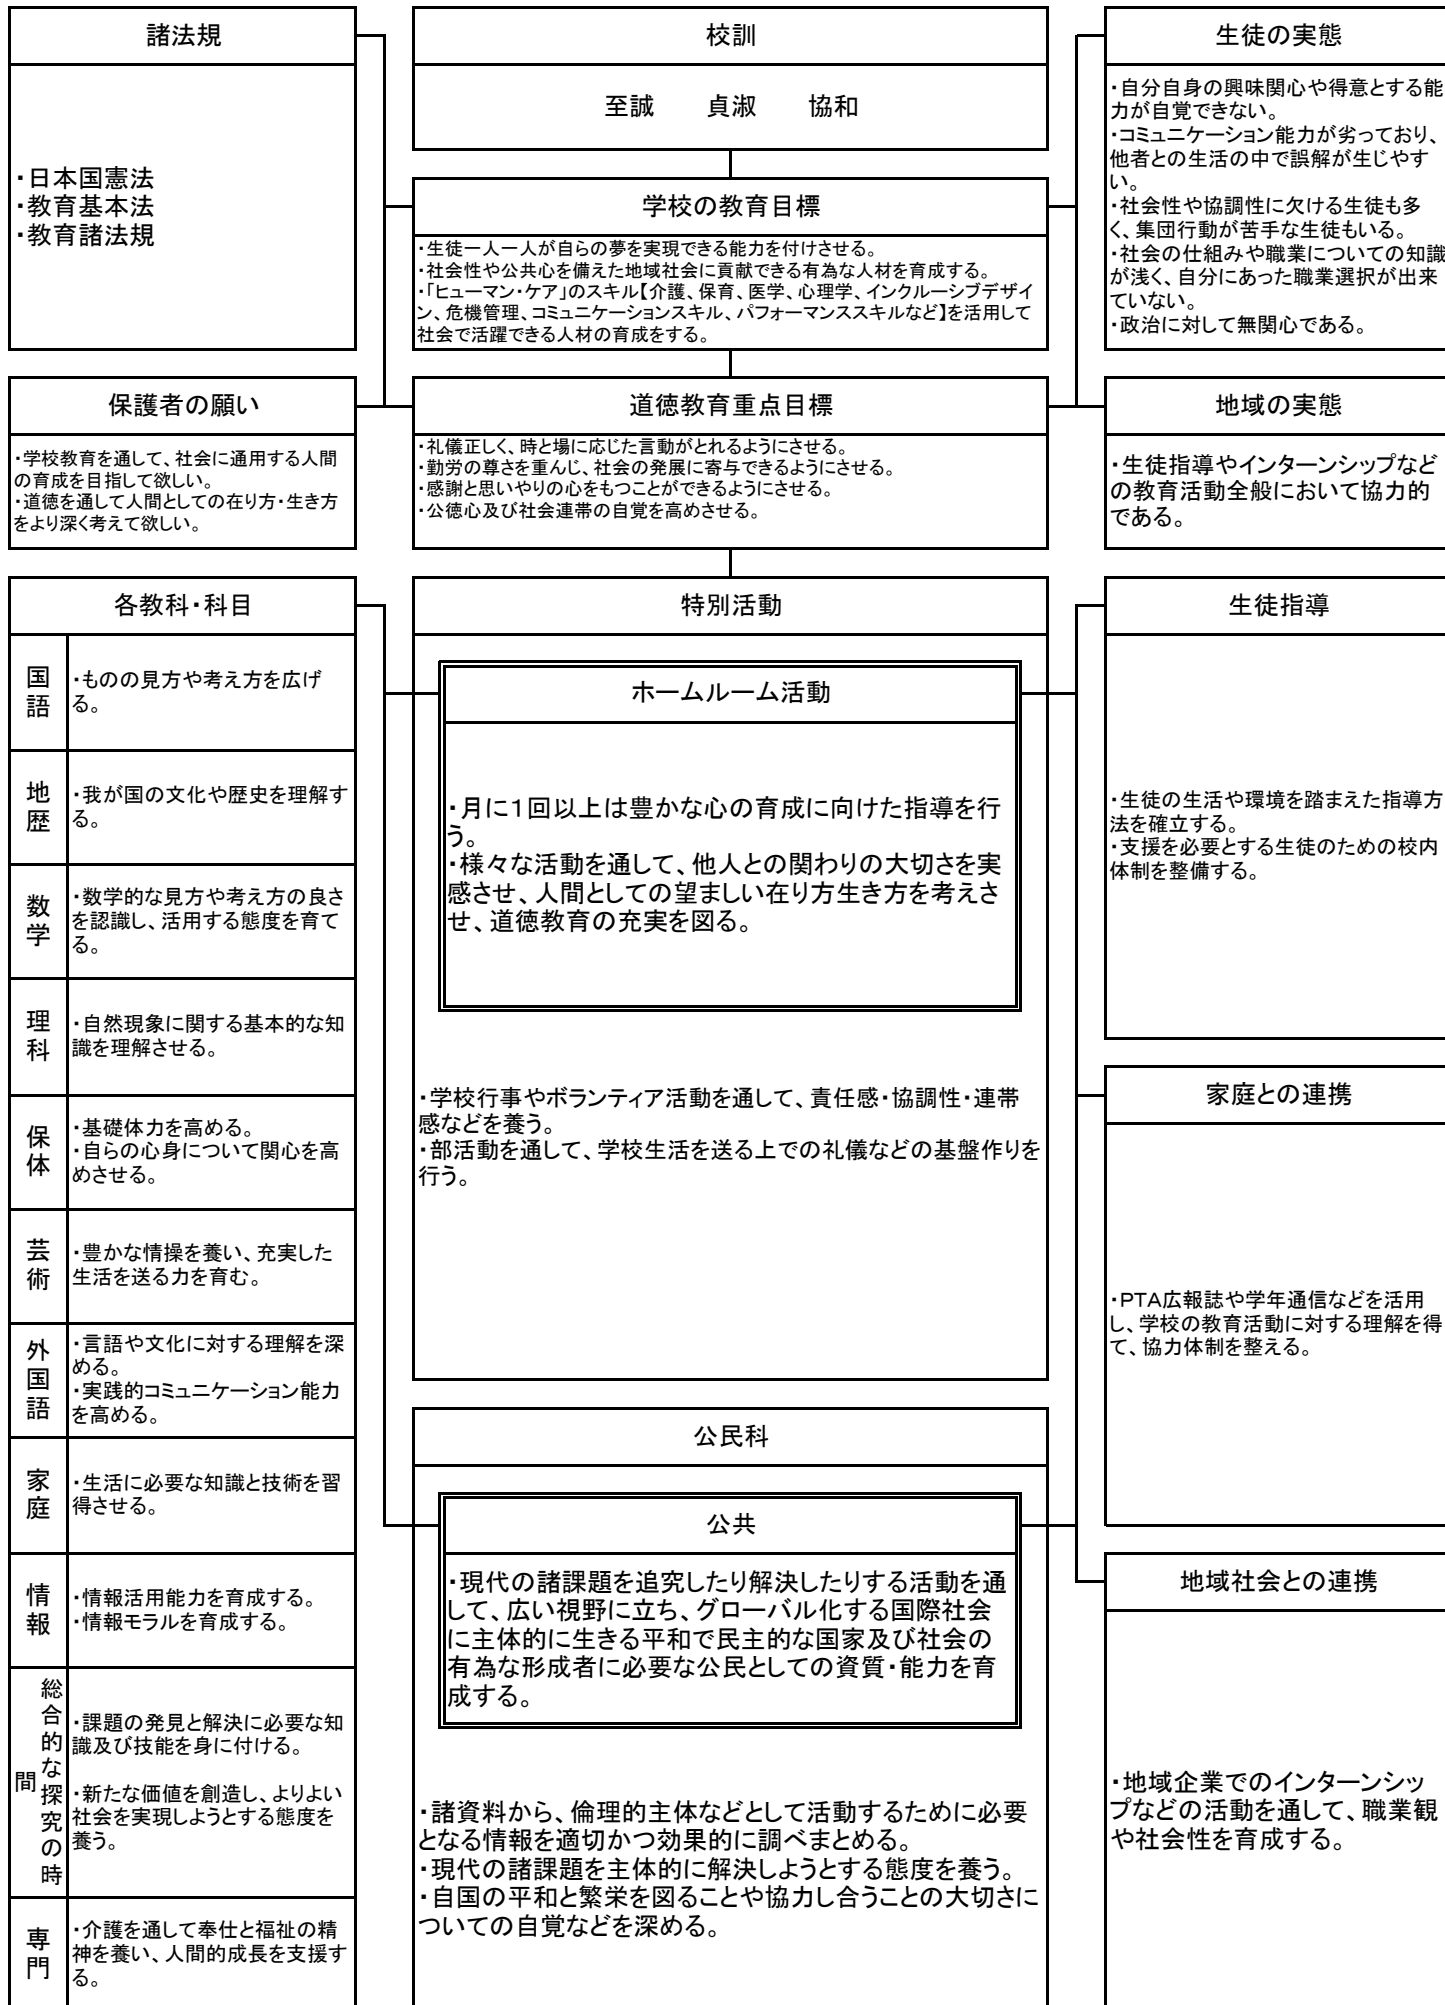 諸法規
・日本国憲法
・教育基本法
・教育諸法規
校訓
至誠　　貞淑　　協和
学校の教育目標
・生徒一人一人が自らの夢を実現できる能力を付けさせる。
・社会性や公共心を備えた地域社会に貢献できる有為な人材を育成する。
・「ヒューマン・ケア」のスキル【介護、保育、医学、心理学、インクルーシブデザイ
ン、危機管理、コミュニケーションスキル、パフォーマンススキルなど】を活用して
社会で活躍できる人材の育成をする。
生徒の実態
・自分自身の興味関心や得意とする能
力が自覚できない。
・コミュニケーション能力が劣っており、
他者との生活の中で誤解が生じやす
い。
・社会性や協調性に欠ける生徒も多
く、集団行動が苦手な生徒もいる。
・社会の仕組みや職業についての知識
が浅く、自分にあった職業選択が出来
ていない。
・政治に対して無関心である。
保護者の願い
・学校教育を通して、社会に通用する人間
の育成を目指して欲しい。
・道徳を通して人間としての在り方・生き方
をより深く考えて欲しい。
道徳教育重点目標
・礼儀正しく、時と場に応じた言動がとれるようにさせる。
・勤労の尊さを重んじ、社会の発展に寄与できるようにさせる。
・感謝と思いやりの心をもつことができるようにさせる。
・公徳心及び社会連帯の自覚を高めさせる。
地域の実態
・生徒指導やインターンシップなど
の教育活動全般において協力的
である。
各教科・科目
国語
・ものの見方や考え方を広げ
る。
地歴
・我が国の文化や歴史を理解す
る。
数学
・数学的な見方や考え方の良さ
を認識し、活用する態度を育て
る。
理科
・自然現象に関する基本的な知
識を理解させる。
保体
・基礎体力を高める。
・自らの心身について関心を高
めさせる。
芸術
・豊かな情操を養い、充実した
生活を送る力を育む。
外国語
・言語や文化に対する理解を深
める。
・実践的コミュニケーション能力
を高める。
家庭
・生活に必要な知識と技術を習
得させる。
情報
・情報活用能力を育成する。
・情報モラルを育成する。
総合的な探究の時
間
・課題の発見と解決に必要な知
識及び技能を身に付ける。
・新たな価値を創造し、よりよい
社会を実現しようとする態度を
養う。
専門
・介護を通して奉仕と福祉の精
神を養い、人間的成長を支援す
る。
特別活動
ホームルーム活動
・月に１回以上は豊かな心の育成に向けた指導を行
う。
・様々な活動を通して、他人との関わりの大切さを実
感させ、人間としての望ましい在り方生き方を考えさ
せ、道徳教育の充実を図る。
・学校行事やボランティア活動を通して、責任感・協調性・連帯
感などを養う。
・部活動を通して、学校生活を送る上での礼儀などの基盤作りを
行う。
公民科
公共
・現代の諸課題を追究したり解決したりする活動を通
して、広い視野に立ち、グローバル化する国際社会
に主体的に生きる平和で民主的な国家及び社会の
有為な形成者に必要な公民としての資質・能力を育
成する。
・諸資料から、倫理的主体などとして活動するために必要
となる情報を適切かつ効果的に調べまとめる。
・現代の諸課題を主体的に解決しようとする態度を養う。
・自国の平和と繁栄を図ることや協力し合うことの大切さに
ついての自覚などを深める。
生徒指導
・生徒の生活や環境を踏まえた指導方
法を確立する。
・支援を必要とする生徒のための校内
体制を整備する。
家庭との連携
・PTA広報誌や学年通信などを活用
し、学校の教育活動に対する理解を得
て、協力体制を整える。
地域社会との連携
・地域企業でのインターンシッ
プなどの活動を通して、職業観
や社会性を育成する。